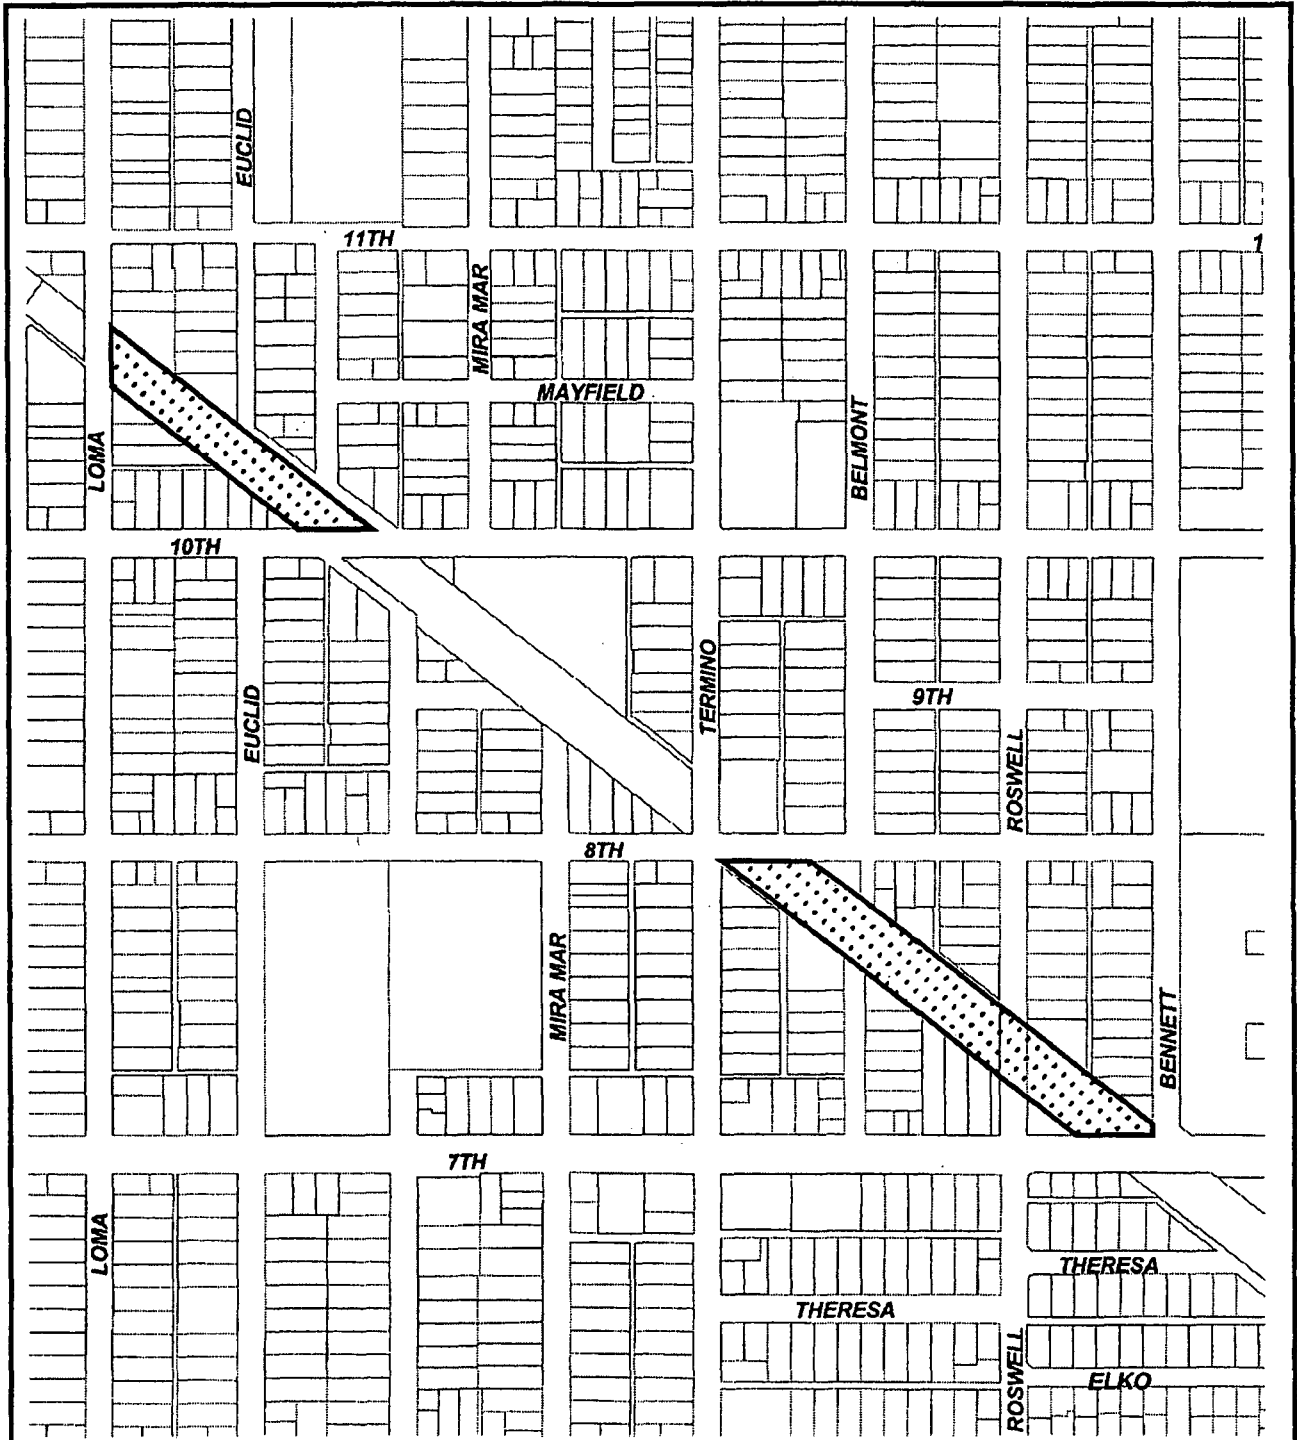 EUCLID
11TH
1
MIRA MAR
MAYFIELD
BELMONT
LOMA
10TH
TERMINO
EUCLID
9TH
ROSWELL
8TH
MIRA MAR
BENNETT
7TH
LOMA
THERESA
THERESA
ROSWELL
ELKO